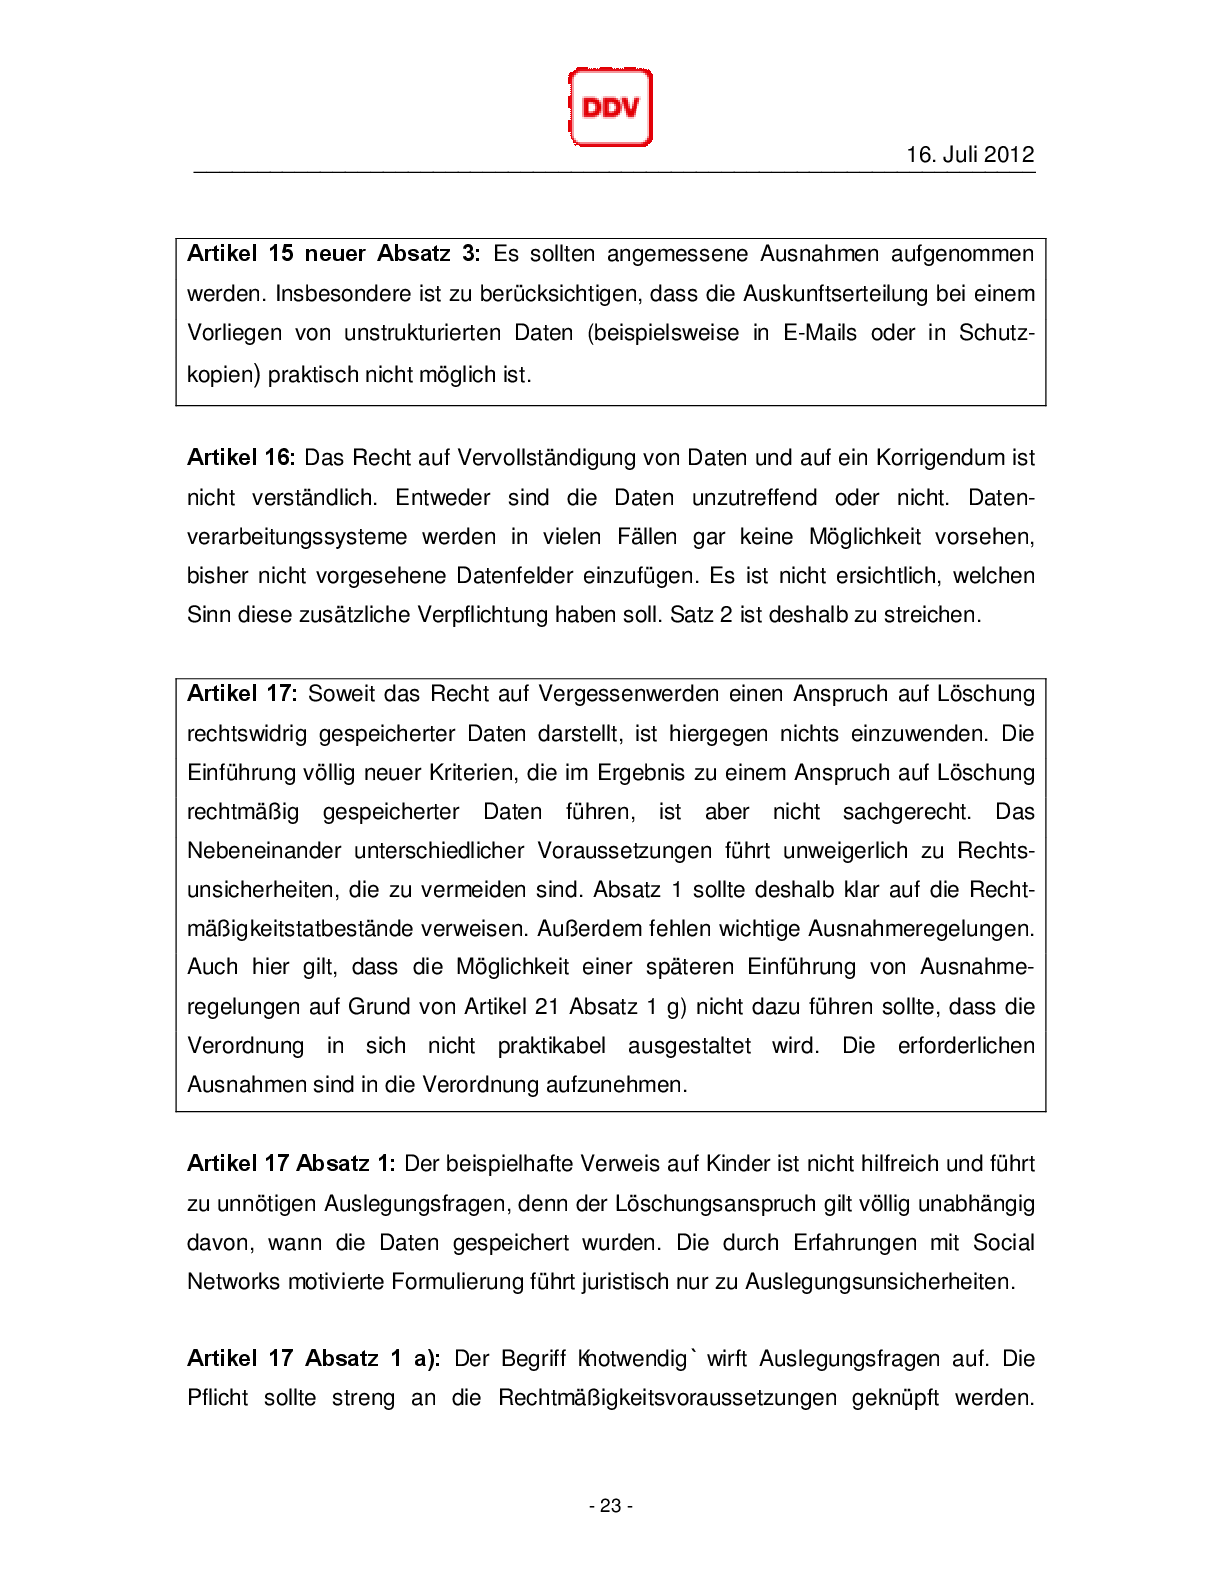 DDV
16. Juli 2012
Artikel 15 neuer Absatz 3: Es sollten angemessene Ausnahmen aufgenommen
werden. Insbesondere ist zu berücksichtigen, dass die Auskunftserteilung bei einem
Vorliegen von unstrukturierten Daten (beispielsweise in E-Mails oder in Schutz-
kopien) praktisch nicht möglich ist.
Artikel 16: Das Recht auf Vervollständigung von Daten und auf ein Korrigendum ist
nicht verständlich. Entweder sind die Daten unzutreffend oder nicht. Daten-
verarbeitungssysteme werden in vielen Fällen gar keine Möglichkeit vorsehen,
bisher nicht vorgesehene Datenfelder einzufügen. Es ist nicht ersichtlich, welchen
Sinn diese zusätzliche Verpflichtung haben soll. Satz 2 ist deshalb zu streichen.
Artikel 17: Soweit das Recht auf Vergessenwerden einen Anspruch auf Löschung
rechtswidrig gespeicherter Daten darstellt, ist hiergegen nichts einzuwenden. Die
Einführung völlig neuer Kriterien, die im Ergebnis zu einem Anspruch auf Löschung
rechtmäßig gespeicherter Daten führen, ist aber nicht sachgerecht. Das
Nebeneinander unterschiedlicher Voraussetzungen führt unweigerlich zu Rechts-
unsicherheiten, die zu vermeiden sind. Absatz 1 sollte deshalb klar auf die Recht-
mäßigkeitstatbestände verweisen. Außerdem fehlen wichtige Ausnahmeregelungen.
Auch hier gilt, dass die Möglichkeit einer späteren Einführung von Ausnahme-
regelungen auf Grund von Artikel 21 Absatz 1 g) nicht dazu führen sollte, dass die
Verordnung in sich nicht praktikabel ausgestaltet wird. Die erforderlichen
Ausnahmen sind in die Verordnung aufzunehmen.
Artikel 17 Absatz 1: Der beispielhafte Verweis auf Kinder ist nicht hilfreich und führt
zu unnötigen Auslegungsfragen, denn der Löschungsanspruch gilt völlig unabhängig
davon, wann die Daten gespeichert wurden. Die durch Erfahrungen mit Social
Networks motivierte Formulierung führt juristisch nur zu Auslegungsunsicherheiten.
Artikel 17 Absatz 1 a): Der Begriff notwendig` wirft Auslegungsfragen auf. Die
Pflicht sollte streng an die Rechtmäßigkeitsvoraussetzungen geknüpft werden.
- 23 -